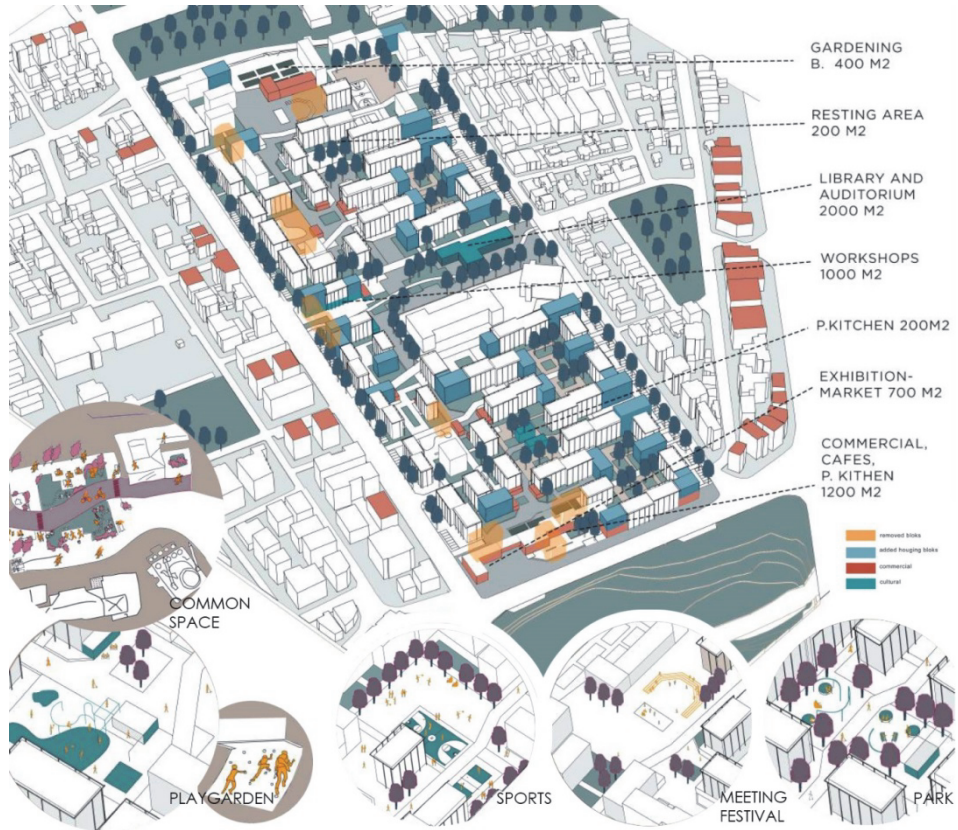 GARDENING
B. 400 M2
RESTING AREA
200 M2
LIBRARY AND
AUDITORIUM
2000 M2
WORKSHOPS
1000 M2
P.KITCHEN 200M2
EXHIBITION-
MARKET 700 M2
COMMERCIAL,
CAFES,
P. KITHEN
1200 M2
removed bloks
added houging bloks
commercial
cultural
COMMON
SPACE
PLAYGARDEN
SPORTS
MEETING
FESTIVAL
PARK